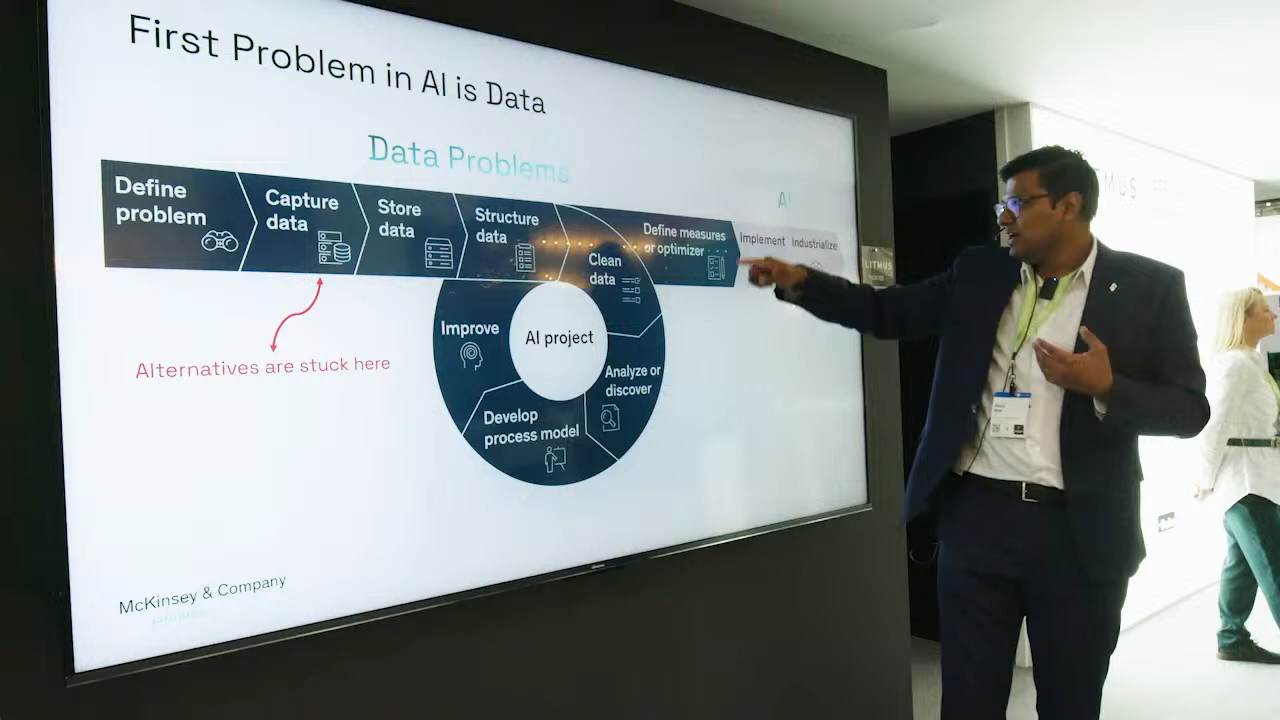 First Problem in AI is Data
Data Problems
AI
Define
problem
Capture
data
Store
data
Structure
data
Clean
data
Define measures
or optimizer
Implement
Industrialize
Alternatives are stuck here
Improve
AI project
Analyze or
discover
Develop
process model
McKinsey & Company
LITMUS